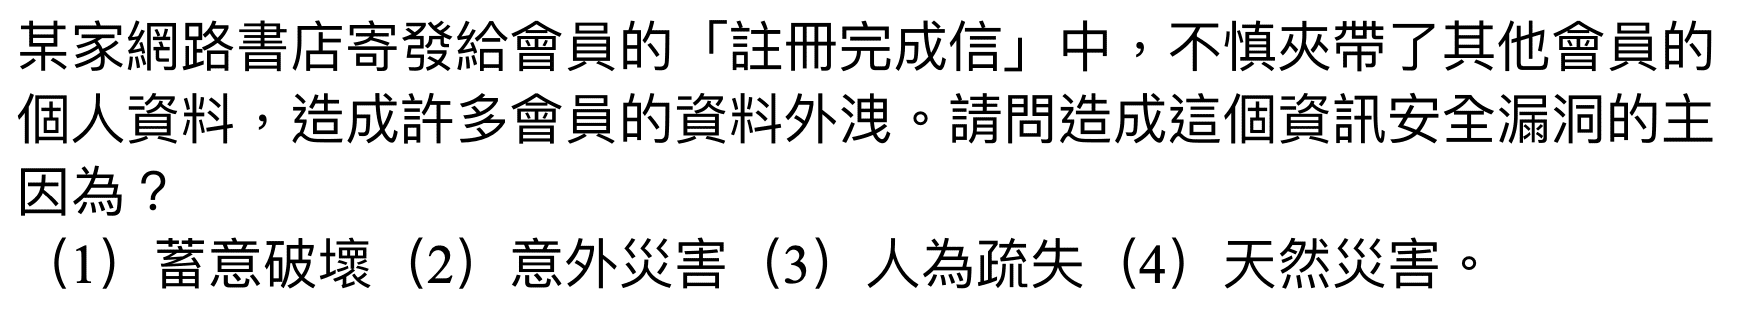 某家網路書店寄發給會員的「註冊完成信」中，不慎夾帶了其他會員的
個人資料，造成許多會員的資料外洩。請問造成這個資訊安全漏洞的主
因為？
（1）蓄意破壞（2）意外災害（3）人為疏失（4）天然災害。